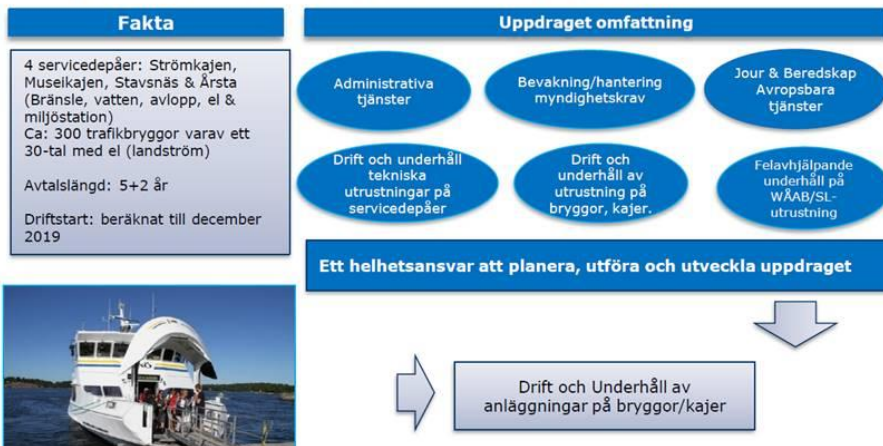 Fakta
4 servicedepåer: Strömkajen,
Museikajen, Stavsnäs & Årsta
(Bränsle, vatten, avlopp, el &
miljöstation)
Ca: 300 trafikbryggor varav ett
30-tal med el (landström)
Avtalslängd: 5+2 år
Driftstart: beräknat till december
2019
Uppdraget omfattning
Administrativa
tjänster
Bevakning/hantering
myndighetskrav
Jour & Beredskap
Avropsbara
tjänster
Drift och underhåll
tekniska
utrustningar på
servicedepåer
Drift och
underhåll av
utrustning på
bryggor, kajer.
Felavhjälpande
underhåll på
WÅAB/SL-
utrustning
Ett helhetsansvar att planera, utföra och utveckla uppdraget
Drift och Underhåll av
anläggningar på bryggor/kajer